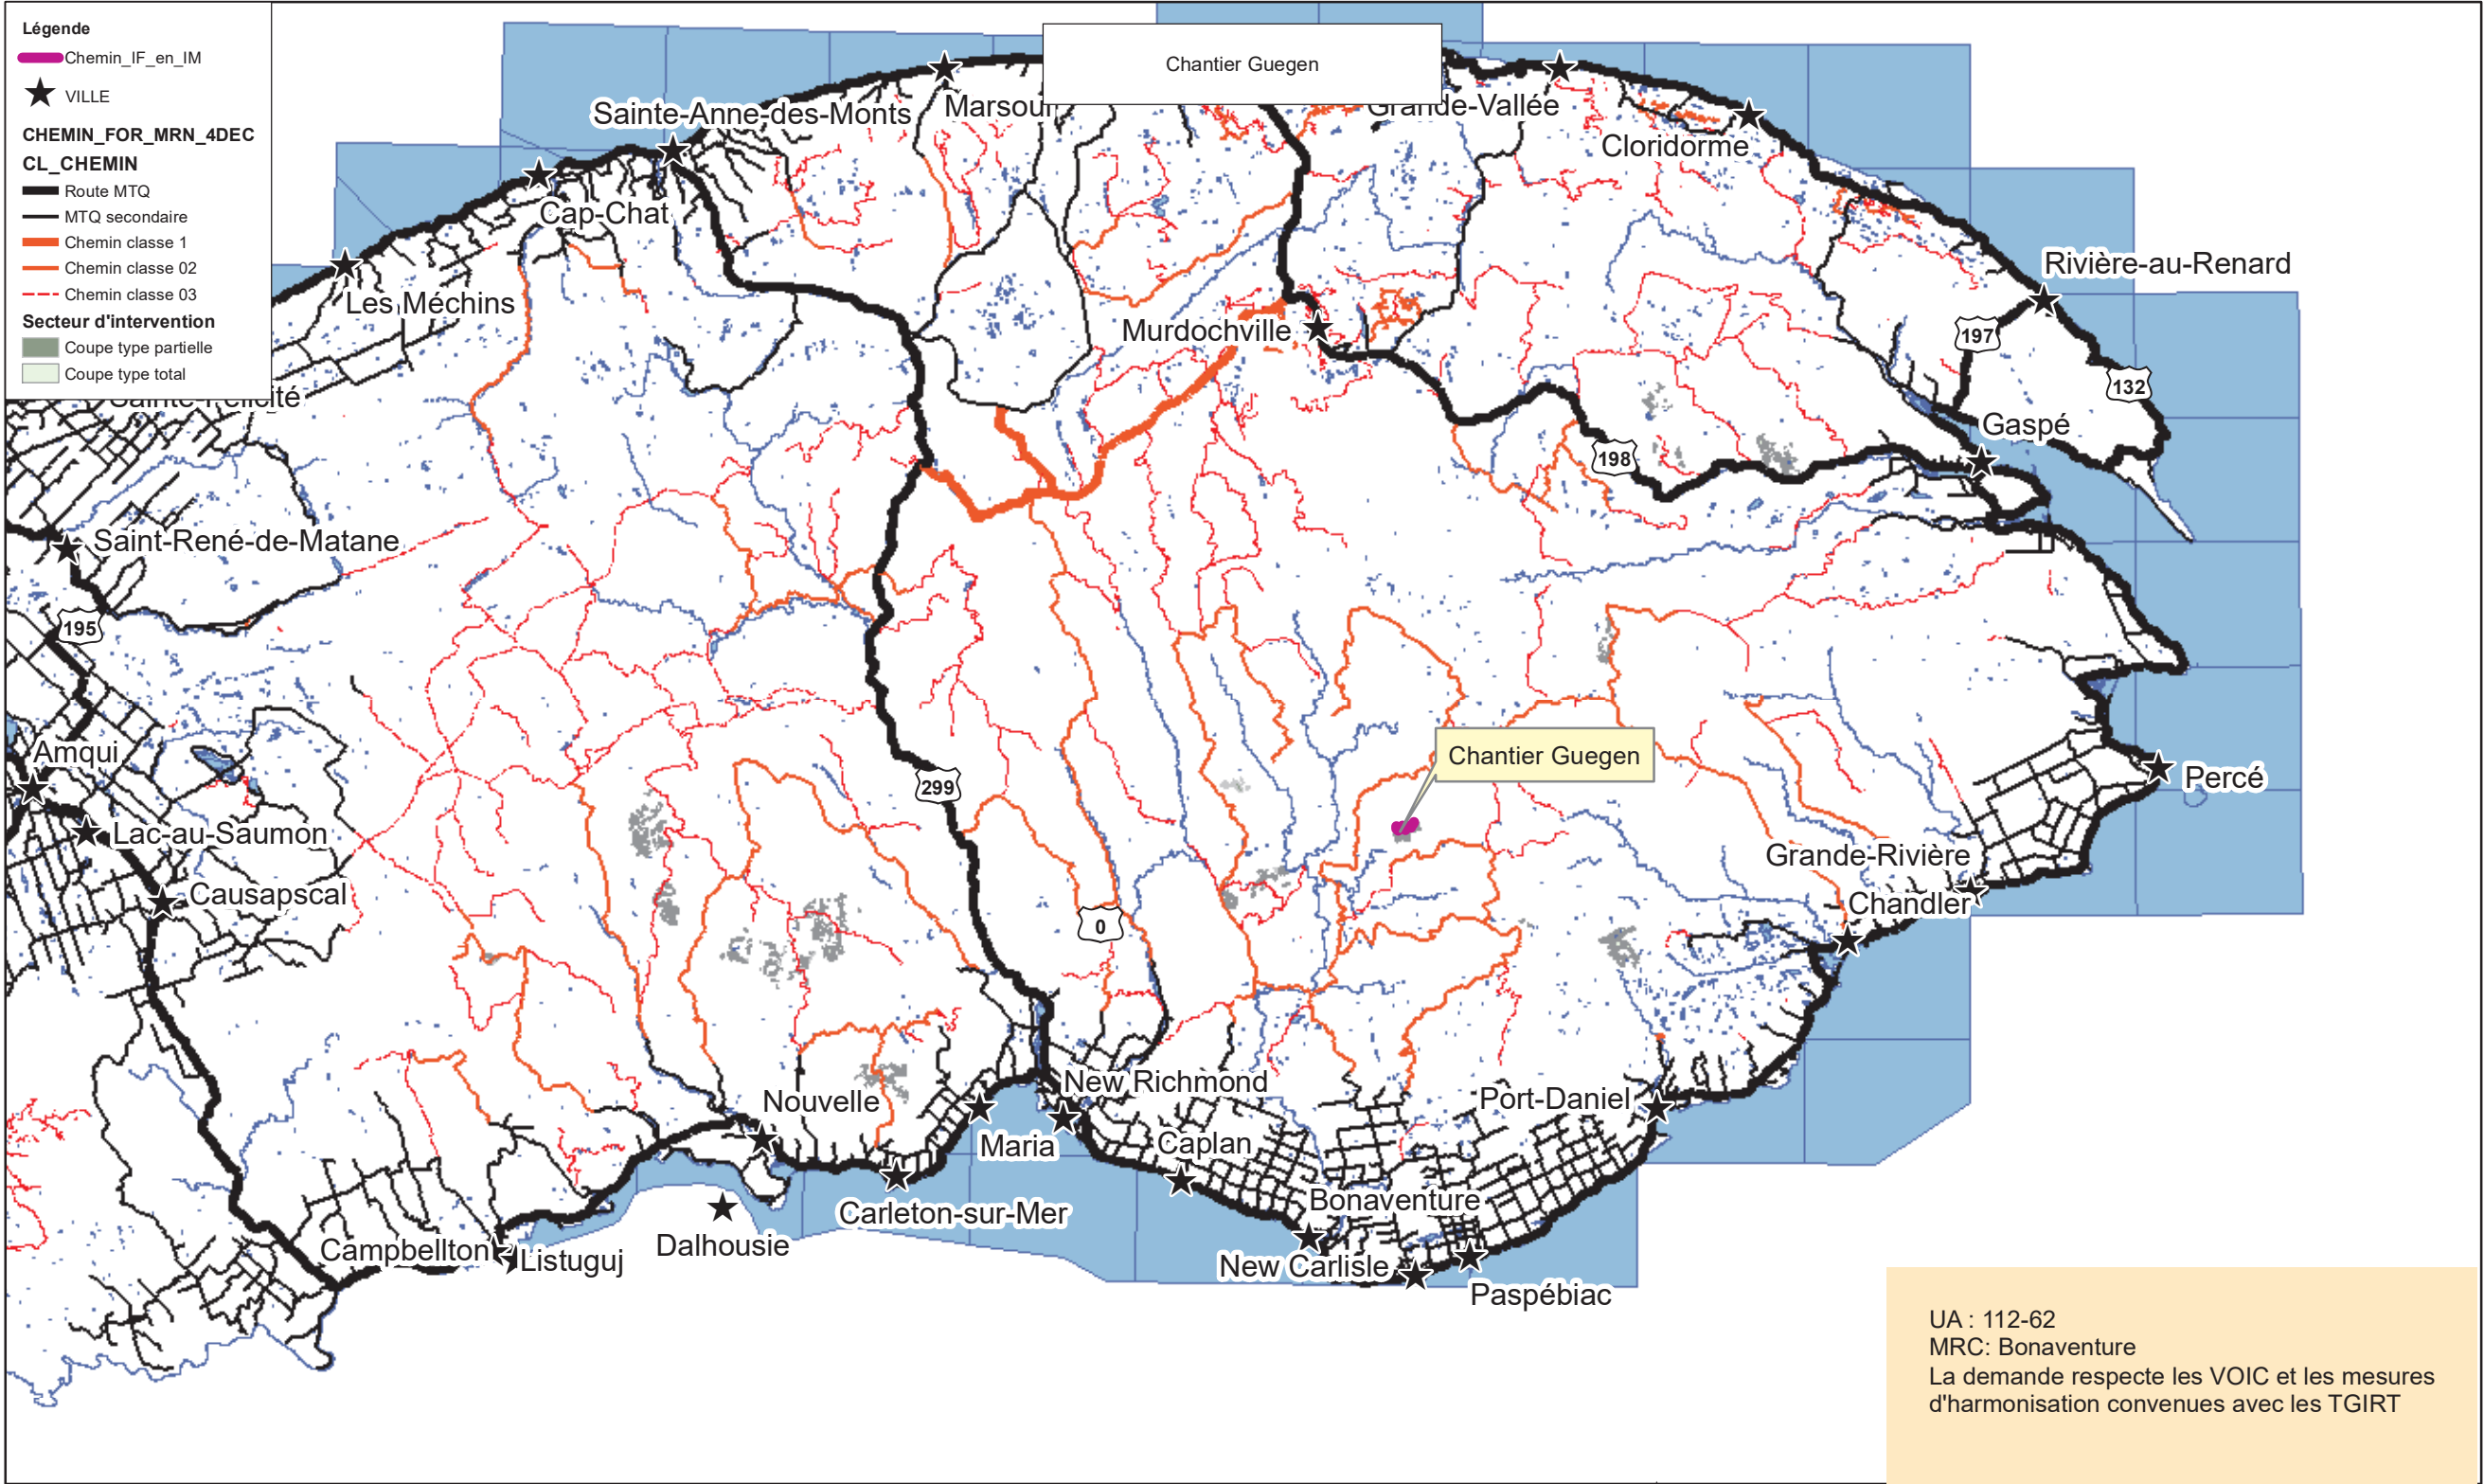 Légende
Chemin_IF_en_IM
VILLE
CHEMIN_FOR_MRN_4DEC
CL_CHEMIN
Route MTQ
MTQ secondaire
Chemin classe 1
Chemin classe 02
Chemin classe 03
Secteur d'intervention
Coupe type partielle
Coupe type total
Chantier Guegen
Sainte-Anne-des-Monts
Grande-Vallée
Cloridorme
Cap-Chat
Rivière-au-Renard
Les Méchins
Murdochville
197
132
Gaspé
198
Saint-René-de-Matane
195
Amqui
Chantier Guegen
299
Percé
Lac-au-Saumon
Grande-Rivière
Causapscal
Chandler
0
New Richmond
Nouvelle
Port-Daniel
Maria
Caplan
Bonaventure
Carleton-sur-Mer
Dalhousie
Campbellton
Listuguj
New Carlisle
Paspébiac
UA : 112-62
MRC: Bonaventure
La demande respecte les VOIC et les mesures
d'harmonisation convenues avec les TGIRT